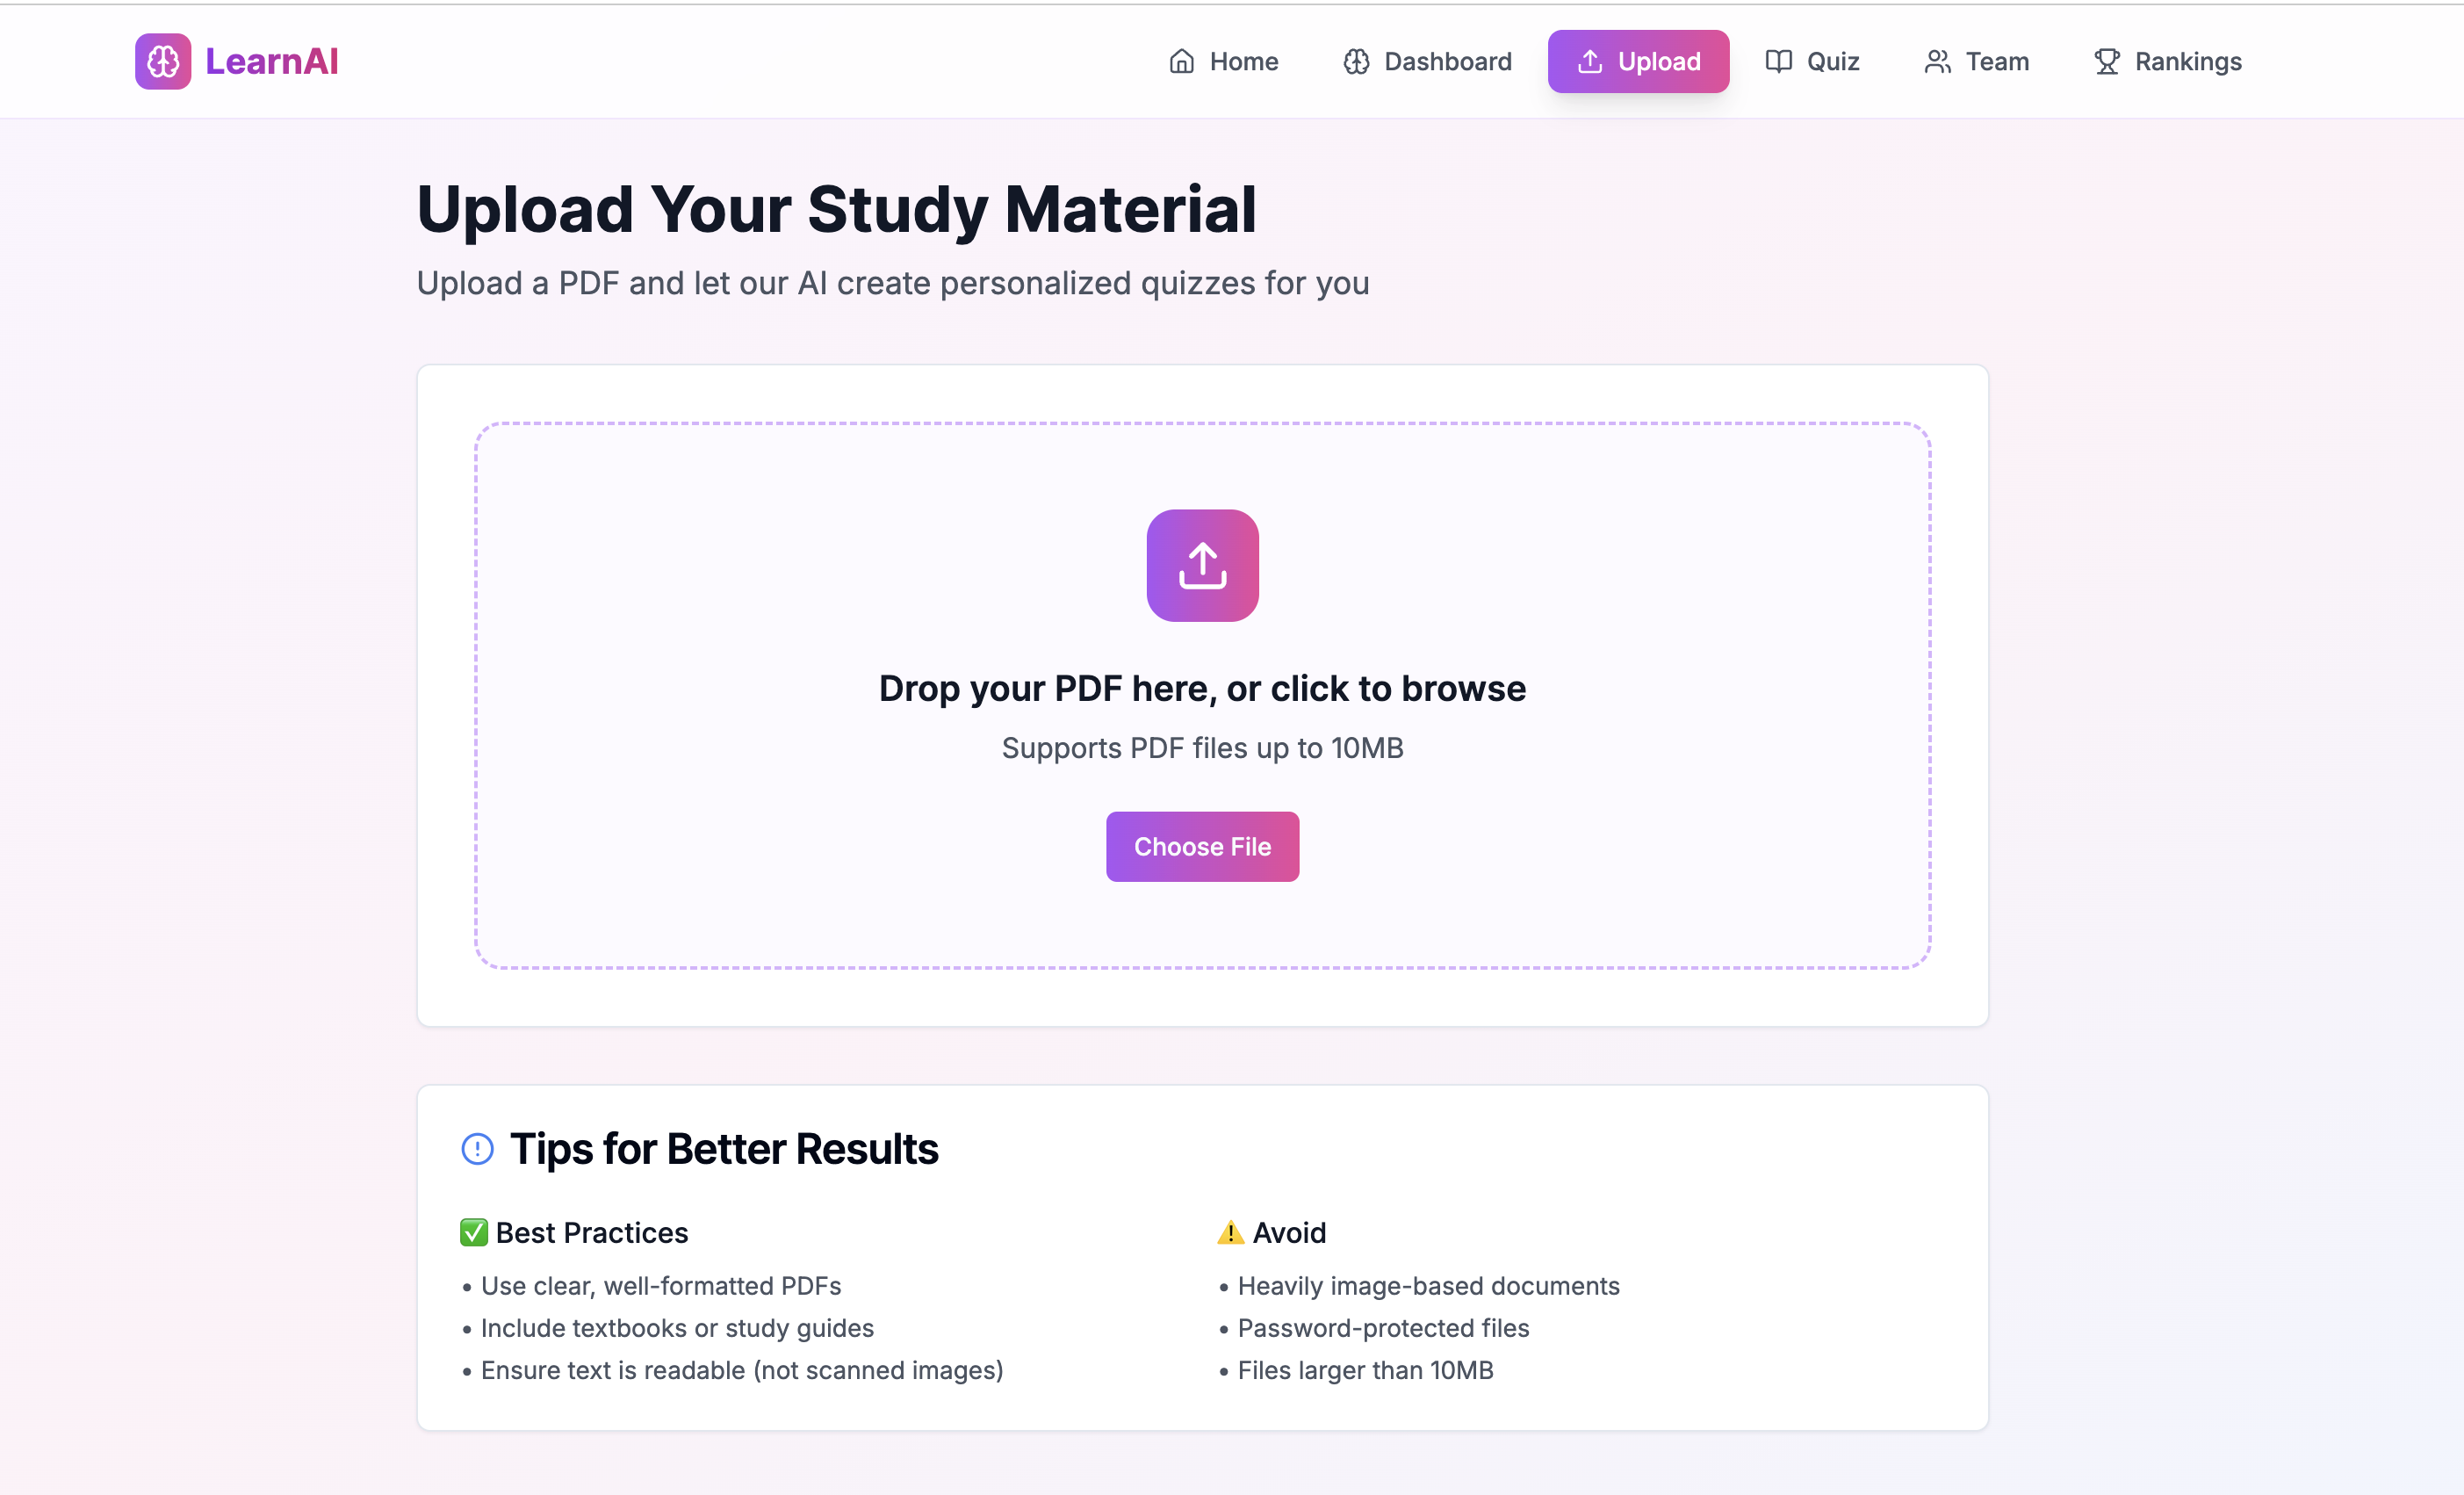 LearnAI
Home
Dashboard
Upload
Quiz
Team
Rankings
Upload Your Study Material
Upload a PDF and let our AI create personalized quizzes for you
Drop your PDF here, or click to browse
Supports PDF files up to 10MB
Choose File
Tips for Better Results
✅ Best Practices
• Use clear, well-formatted PDFs
• Include textbooks or study guides
• Ensure text is readable (not scanned images)
⚠️ Avoid
• Heavily image-based documents
• Password-protected files
• Files larger than 10MB